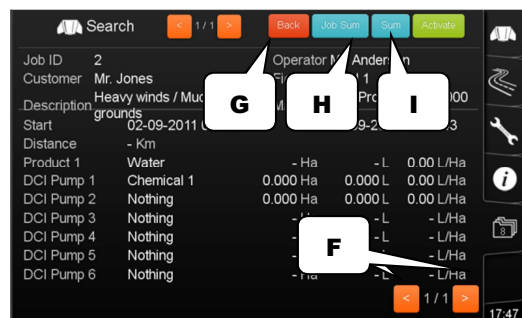 Search < 1 / 1 > Back Job Sum Sum Activate
Job ID 2 Operator
Customer Mr. Jones
Description Heavy winds / grounds
Start 02-09-2011
Distance - Km
Product 1 Water - Ha - L 0.00 L/Ha
DCI Pump 1 Chemical 1 0.000 Ha 0.000 L 0.00 L/Ha
DCI Pump 2 Nothing 0.000 Ha 0.000 L 0.00 L/Ha
DCI Pump 3 Nothing - L - L/Ha
DCI Pump 4 Nothing - L - L/Ha
DCI Pump 5 Nothing - L - L/Ha
DCI Pump 6 Nothing - Ha - L - L/Ha
< 1 / 1 >
G
H
I
F
i
8
17:47